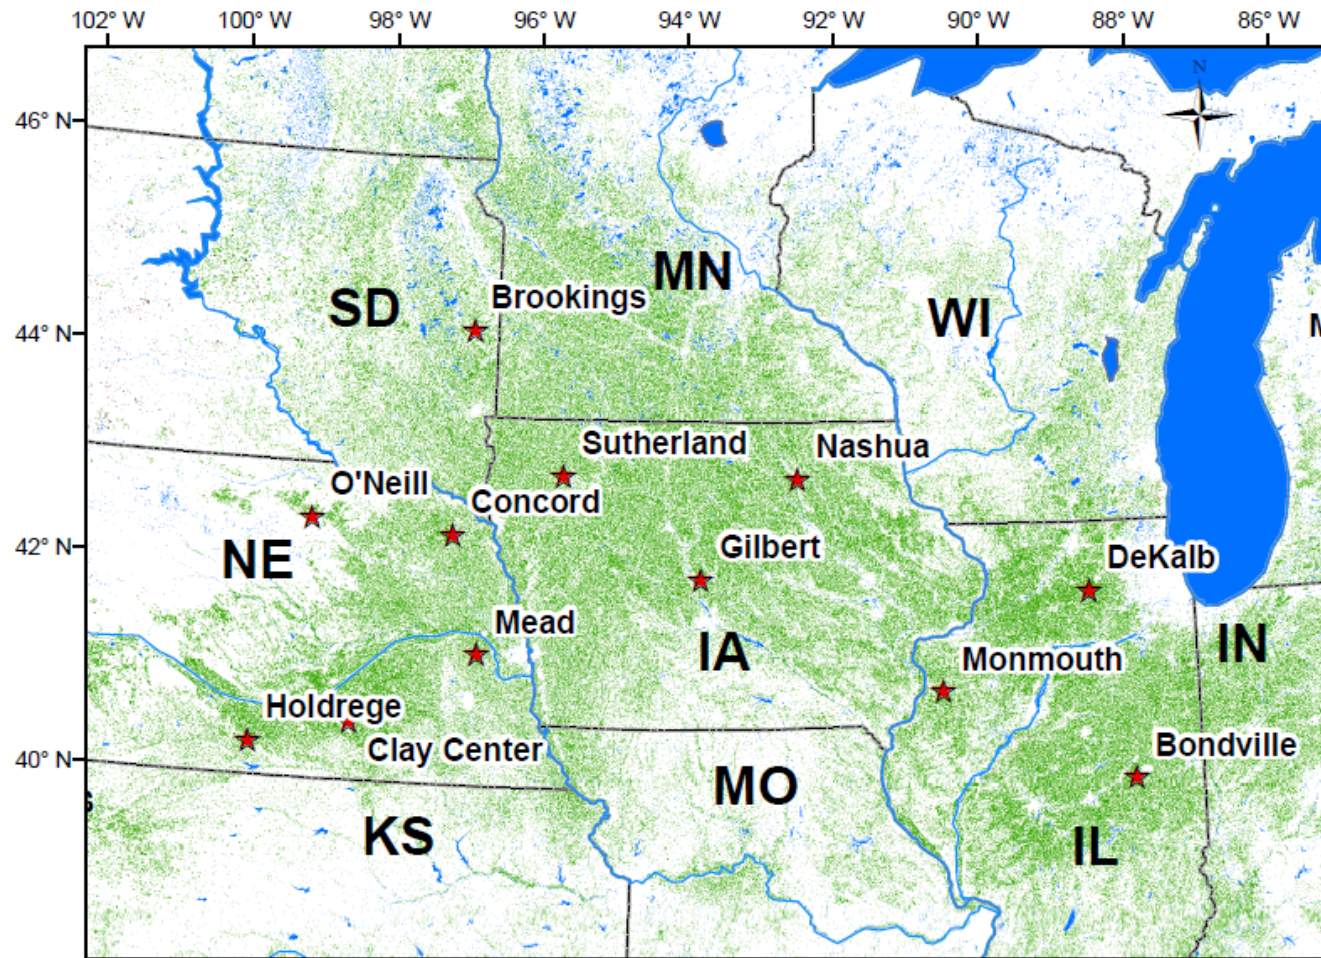 102° W 100° W 98° W 96° W 94° W 92° W 90° W 88° W 86° W
N
46° N
MN
Brookings
SD
WI
44° N
Sutherland
Nashua
O'Neill
Concord
42° N
Gilbert
DeKalb
NE
Mead
IA
IN
Monmouth
Holdrege
Clay Center
Bondville
40° N
MO
KS
IL